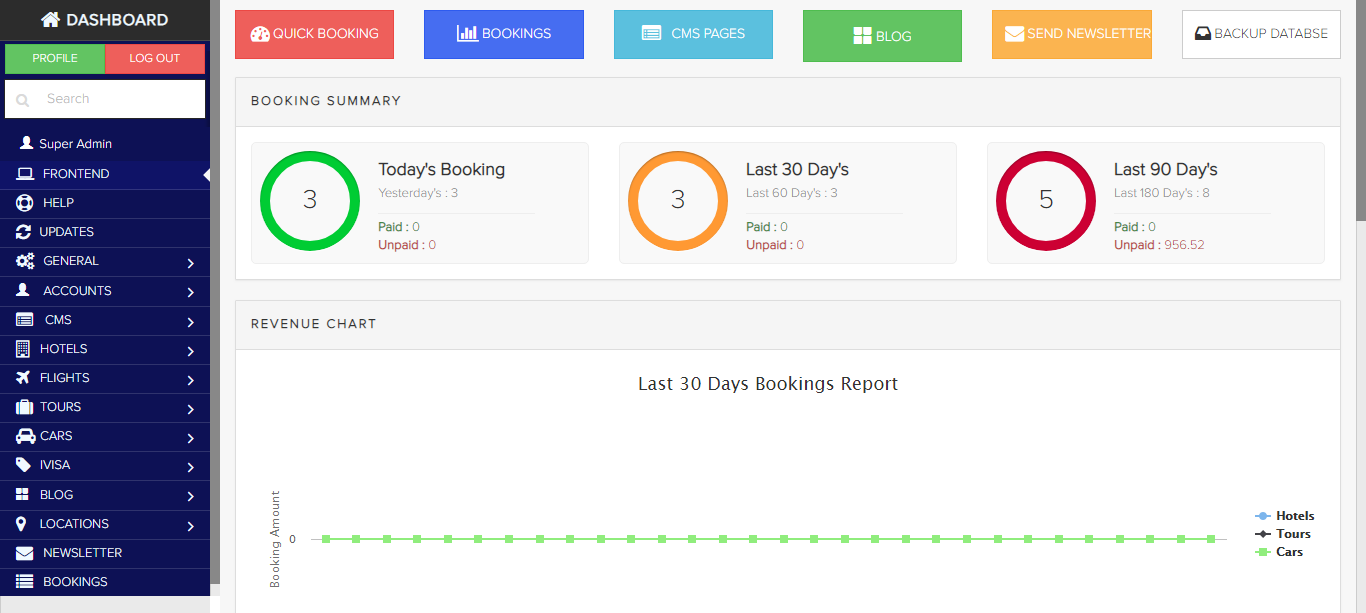 DASHBOARD
PROFILE
LOG OUT
Search
Super Admin
FRONTEND
HELP
UPDATES
GENERAL
ACCOUNTS
CMS
HOTELS
FLIGHTS
TOURS
CARS
IVISA
BLOG
LOCATIONS
NEWSLETTER
BOOKINGS
QUICK BOOKING
BOOKINGS
CMS PAGES
BLOG
SEND NEWSLETTER
BACKUP DATABSE
BOOKING SUMMARY
3
Today's Booking
Yesterday's : 3
Paid : 0
Unpaid : 0
3
Last 30 Day's
Last 60 Day's : 3
Paid : 0
Unpaid : 0
5
Last 90 Day's
Last 180 Day's : 8
Paid : 0
Unpaid : 956.52
REVENUE CHART
Last 30 Days Bookings Report
Booking Amount
0
Hotels
Tours
Cars